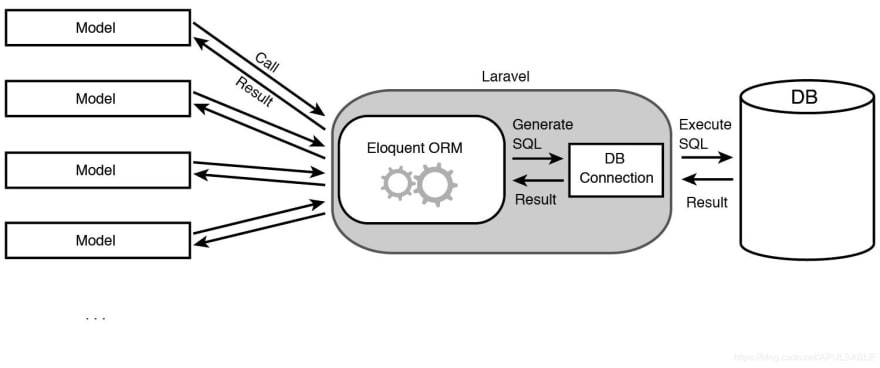 Model
Call
Result
Model
Model
Model
. . .
Laravel
Eloquent ORM
Generate
SQL
Result
DB
Connection
Execute
SQL
Result
DB